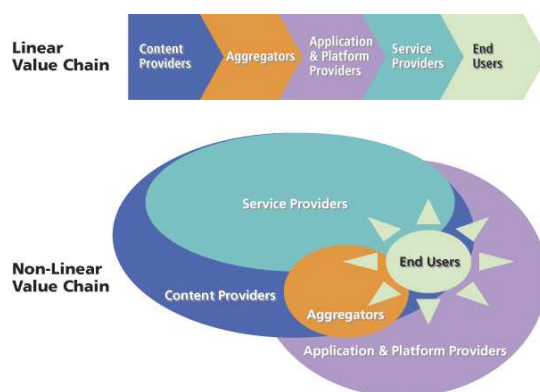 Linear
Value Chain
Content
Providers
Aggregators
Application
& Platform
Providers
Service
Providers
End
Users
Service Providers
End Users
Non-Linear
Value Chain
Content Providers
Aggregators
Application & Platform Providers